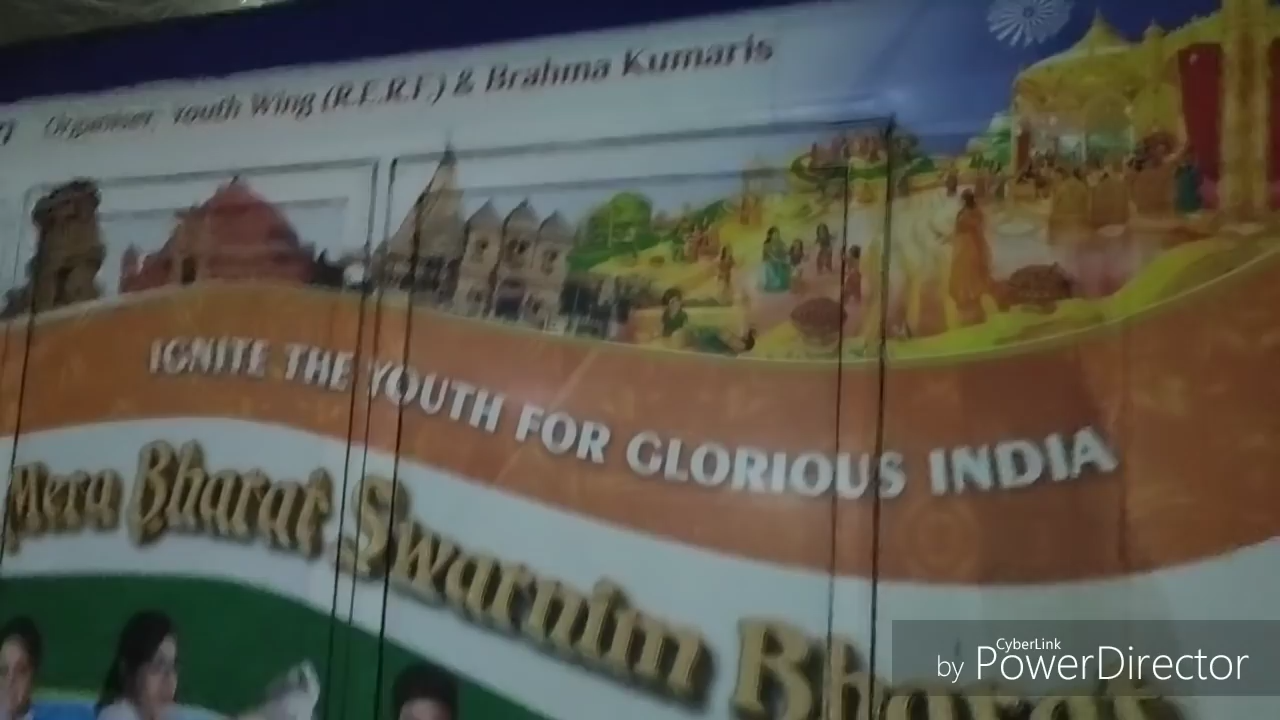 Organiser: Youth Wing (R.E.R.F.) & Brahma Kumaris
IGNITE THE YOUTH FOR GLORIOUS INDIA
Mera Bharat Swarnim Bharat
CyberLink
by PowerDirector